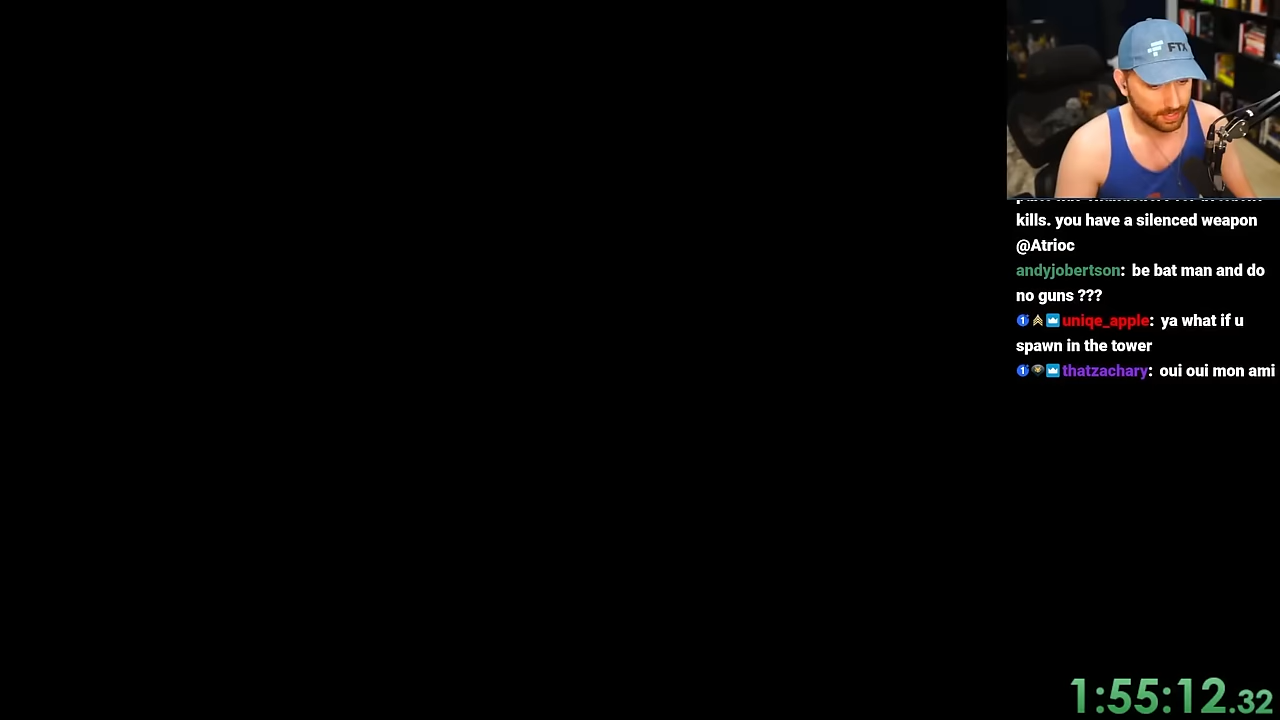 FTX
kills. you have a silenced weapon
@Atrioc
andyjobertson: be bat man and do
no guns ???
uniqe_apple: ya what if u
spawn in the tower
thatzachary: oui oui mon ami
1:55:12.32